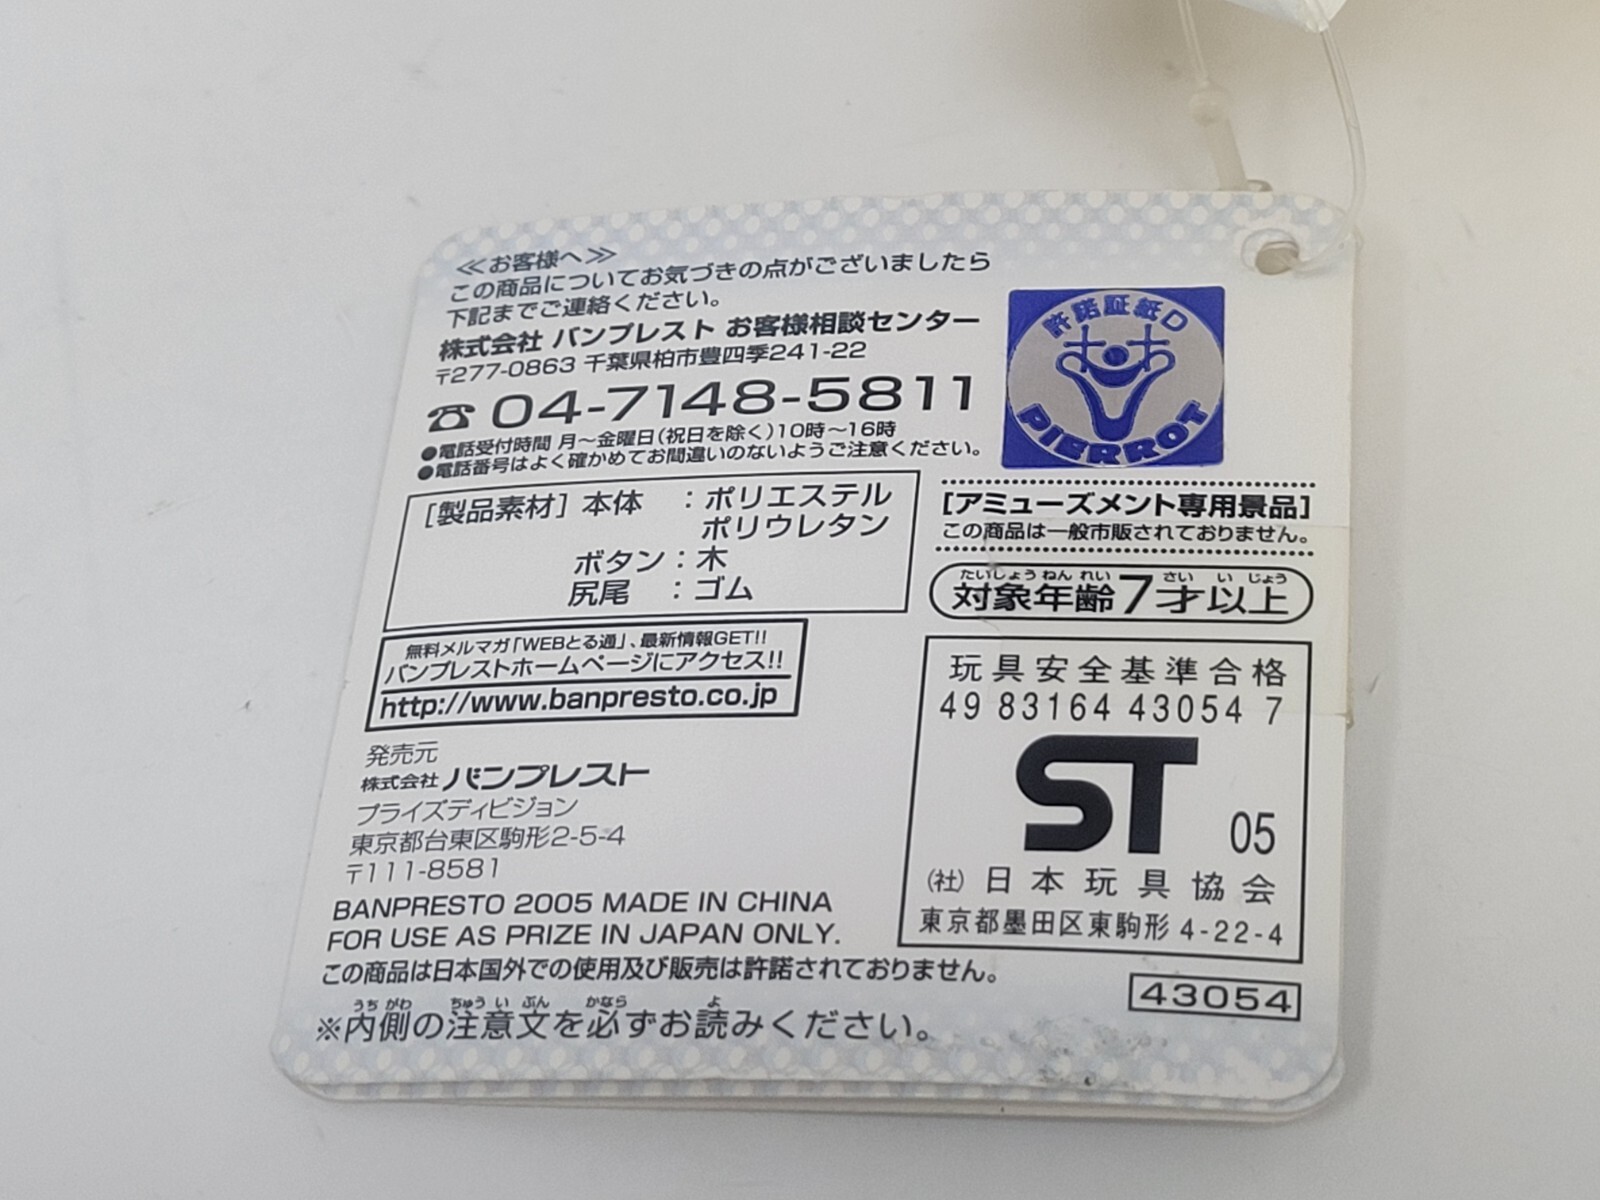 ≪お客様へ≫
この商品についてお気づきの点がございましたら
下記までご連絡ください。
株式会社 バンプレスト お客様相談センター
〒277-0863 千葉県柏市豊四季241-22
☎04-7148-5811
●電話受付時間 月〜金曜日(祝日を除く)10時〜16時
●電話番号はよく確かめてお間違いのないようご注意ください。
許諾証紙D
PIERROT
[製品素材] 本体 :ポリエステル
ポリウレタン
ボタン:木
尻尾 :ゴム
[アミューズメント専用景品]
この商品は一般市販されておりません。
たいしょう ねん れい さい い じょう
対象年齢7才以上
無料メルマガ「WEBとる通」、最新情報GET!!
バンプレストホームページにアクセス!!
http://www.banpresto.co.jp
玩具安全基準合格
49 83164 43054 7
ST 05
(社) 日本玩具協会
東京都墨田区東駒形 4-22-4
発売元
株式会社 バンプレスト
プライズディビジョン
東京都台東区駒形2-5-4
〒111-8581
BANPRESTO 2005 MADE IN CHINA
FOR USE AS PRIZE IN JAPAN ONLY.
この商品は日本国外での使用及び販売は許諾されておりません。
43054
うち がわ ちゅう い ぶん かなら よ
※内側の注意文を必ずお読みください。